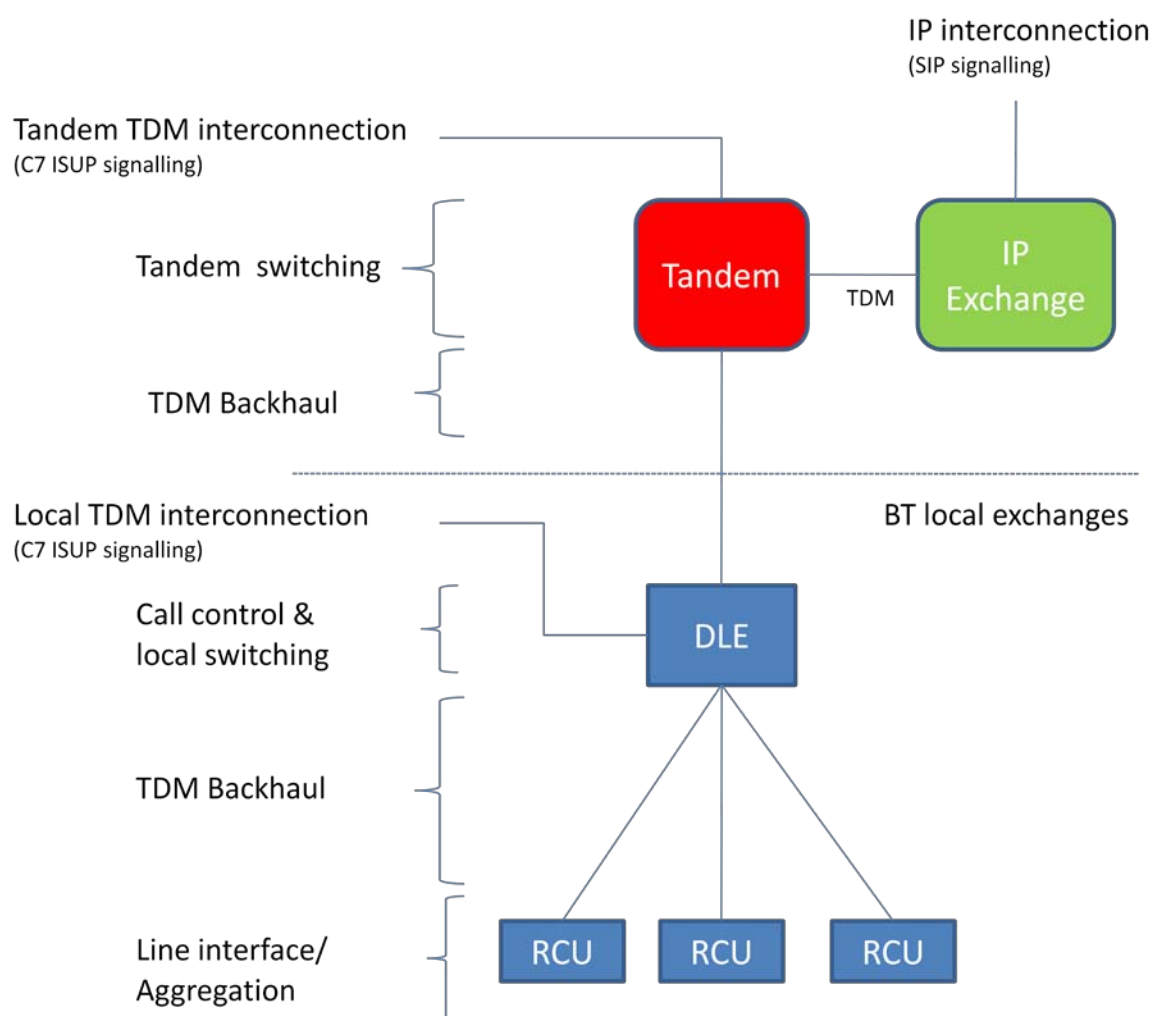 IP interconnection
(SIP signalling)
Tandem TDM interconnection
(C7 ISUP signalling)
Tandem switching
Tandem
TDM
IP
Exchange
TDM Backhaul
Local TDM interconnection
(C7 ISUP signalling)
BT local exchanges
Call control &
local switching
DLE
TDM Backhaul
Line interface/
Aggregation
RCU
RCU
RCU